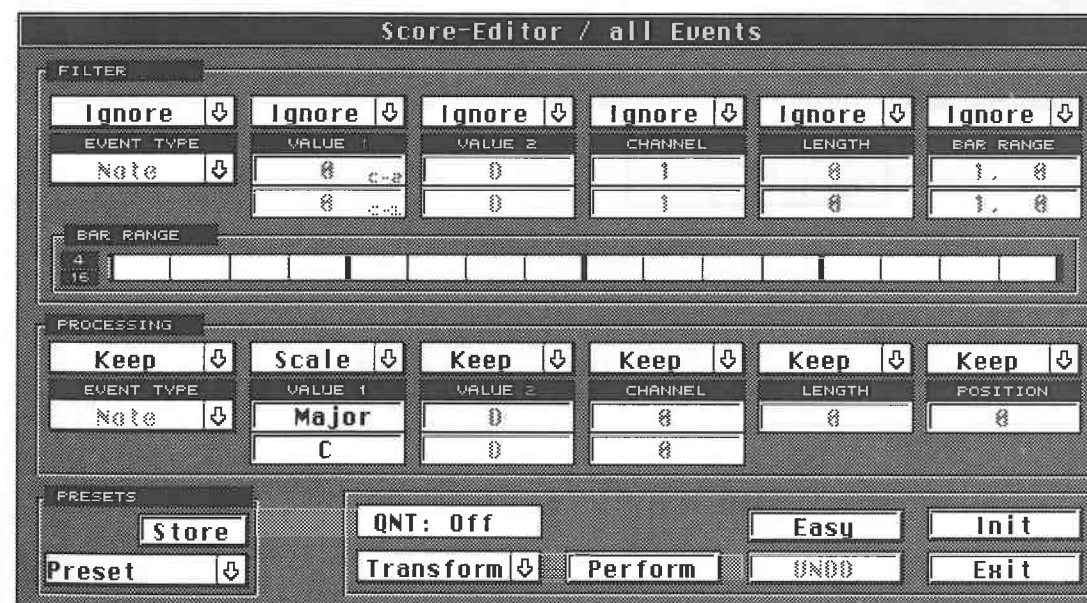 Score-Editor / all Events
FILTER
Ignore Ignore Ignore Ignore Ignore Ignore
EVENT TYPE VALUE 1 VALUE 2 CHANNEL LENGTH BAR RANGE
Note 0 c-2 0 1 0 1, 0
0 c-2 0 1 0 1, 0
BAR RANGE
4
16
PROCESSING
Keep Scale Keep Keep Keep Keep
EVENT TYPE VALUE 1 VALUE 2 CHANNEL LENGTH POSITION
Note Major 0 0 0 0
C 0 0
PRESETS
Store QNT: Off Easy Init
Preset Transform Perform UNDO Exit